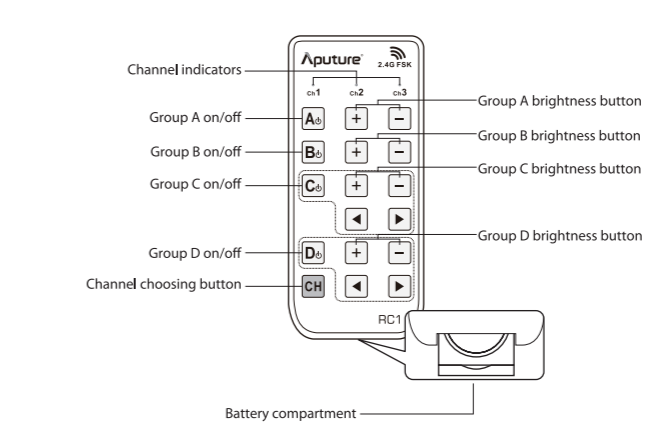 Aputure
2.4G FSK
Channel indicators
Ch1 Ch2 Ch3
Group A on/off
A + −
Group A brightness button
Group B on/off
B + −
Group B brightness button
Group C on/off
C + −
Group C brightness button
◀ ▶
Group D on/off
D + −
Group D brightness button
Channel choosing button
CH ◀ ▶
RC1
Battery compartment